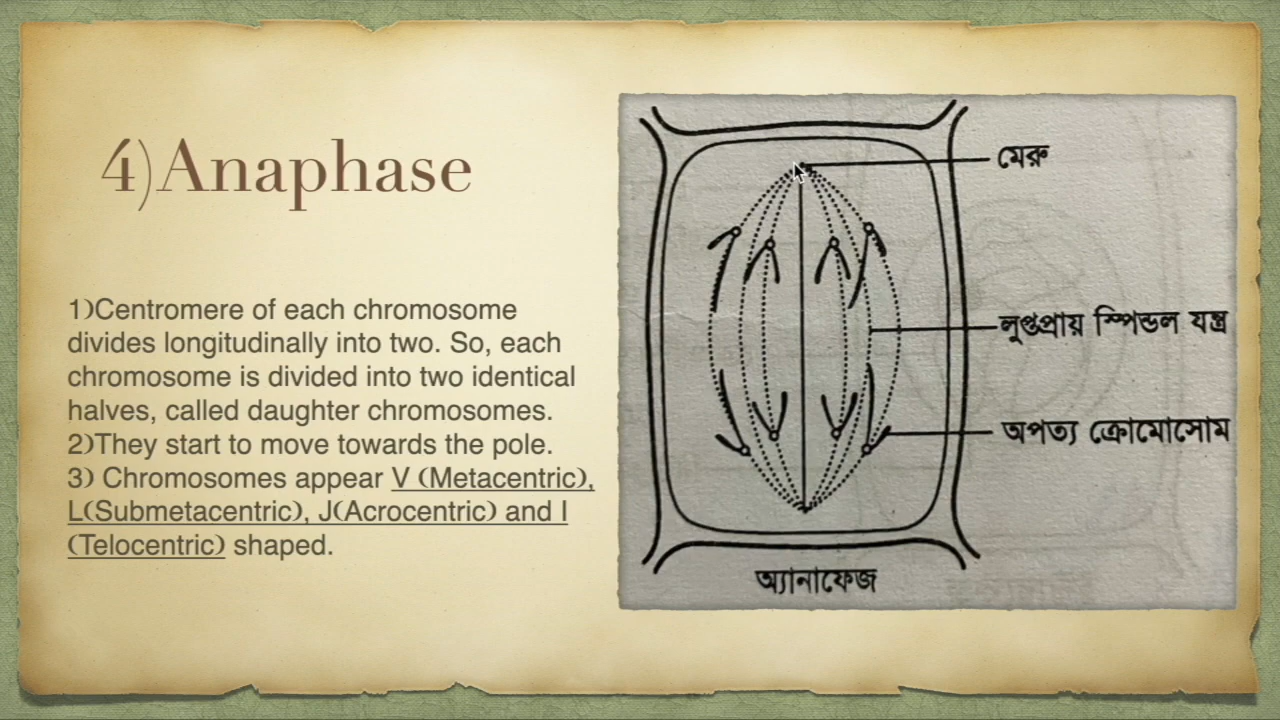 4)Anaphase
1)Centromere of each chromosome
divides longitudinally into two. So, each
chromosome is divided into two identical
halves, called daughter chromosomes.
2)They start to move towards the pole.
3) Chromosomes appear V (Metacentric),
L(Submetacentric), J(Acrocentric) and I
(Telocentric) shaped.
মেরু
লুপ্তপ্রায় স্পিন্ডল যন্ত্র
অপত্য ক্রোমোসোম
অ্যানাফেজ